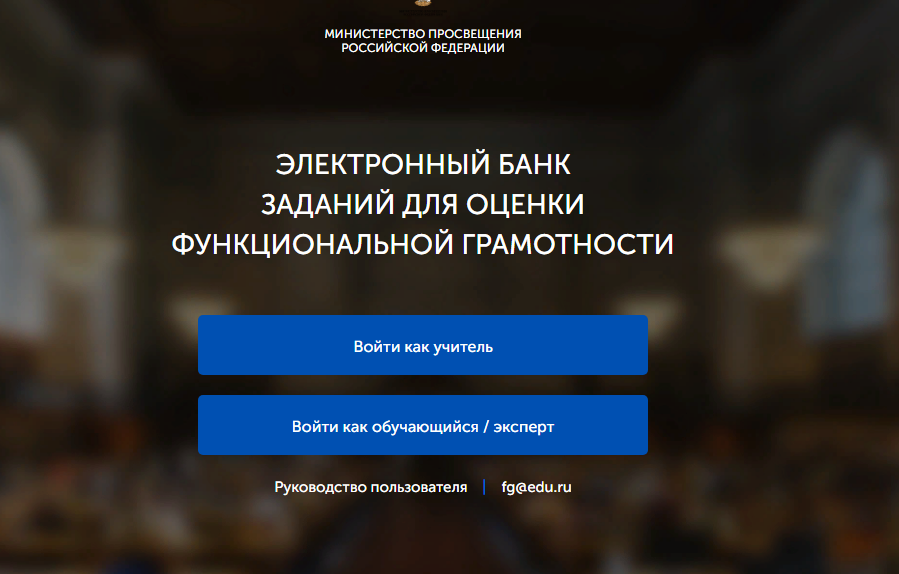 МИНИСТЕРСТВО ПРОСВЕЩЕНИЯ
РОССИЙСКОЙ ФЕДЕРАЦИИ
ЭЛЕКТРОННЫЙ БАНК
ЗАДАНИЙ ДЛЯ ОЦЕНКИ
ФУНКЦИОНАЛЬНОЙ ГРАМОТНОСТИ
Войти как учитель
Войти как обучающийся / эксперт
Руководство пользователя | fg@edu.ru